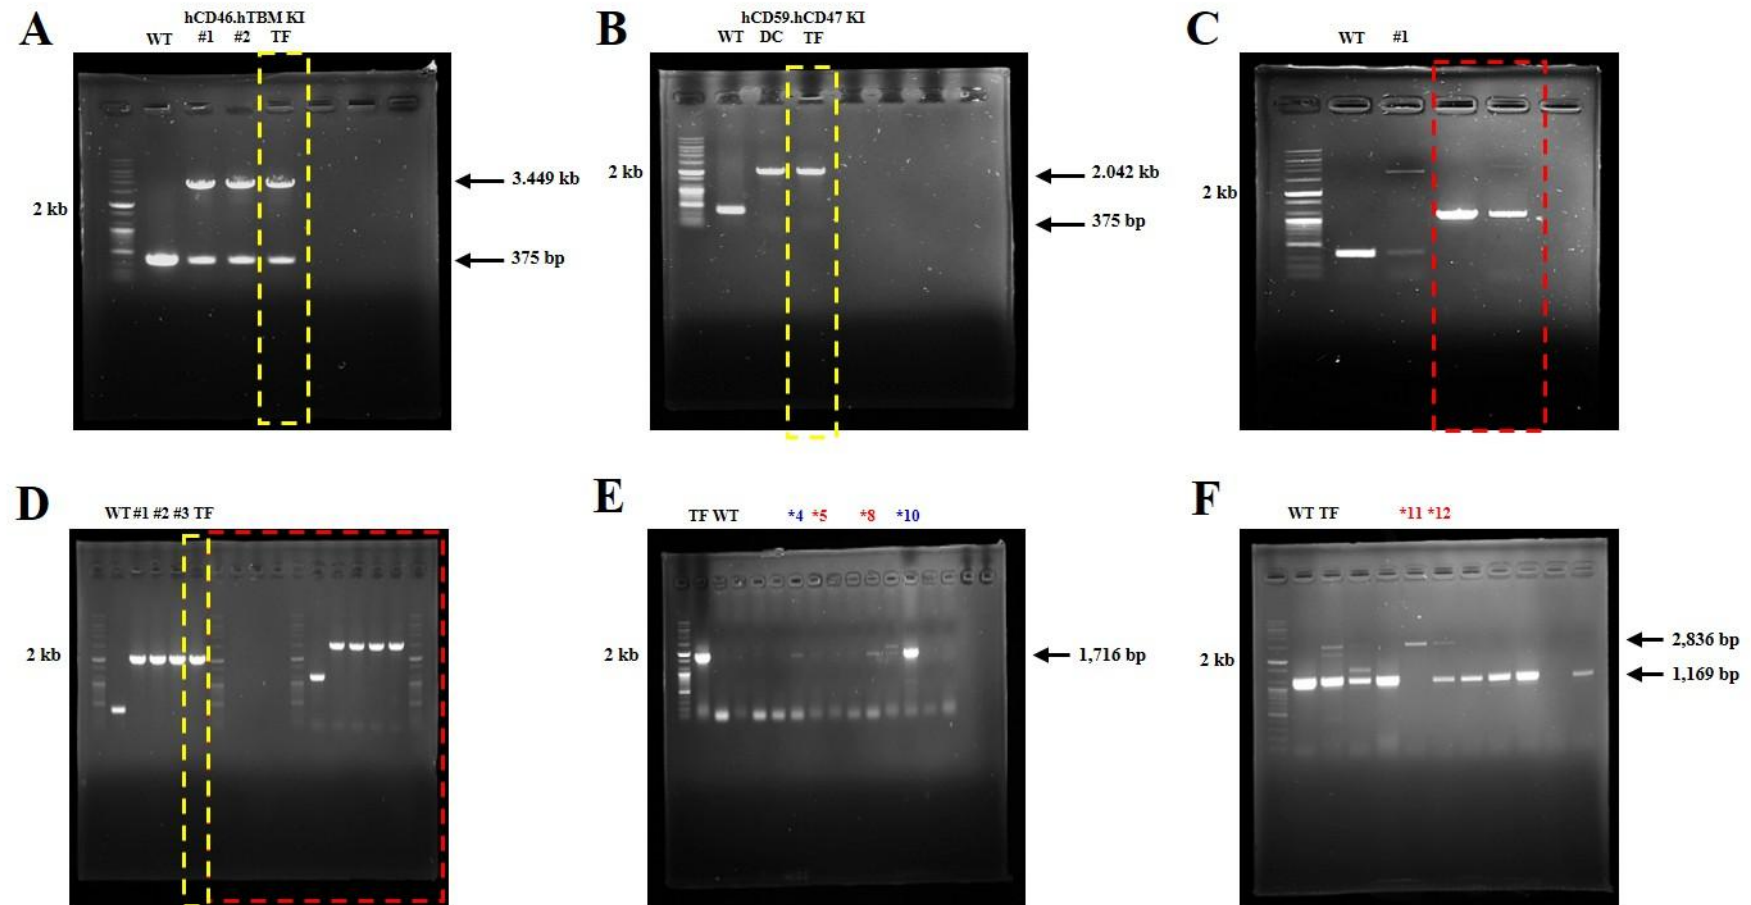 A
hCD46.hTBM KI
WT #1 #2 TF
2 kb
3.449 kb
375 bp
B
hCD59.hCD47 KI
WT DC TF
2 kb
2.042 kb
375 bp
C
WT #1
2 kb
D
WT #1 #2 #3 TF
2 kb
E
TF WT *4 *5 *8 *10
2 kb
1,716 bp
F
WT TF *11 *12
2 kb
2,836 bp
1,169 bp